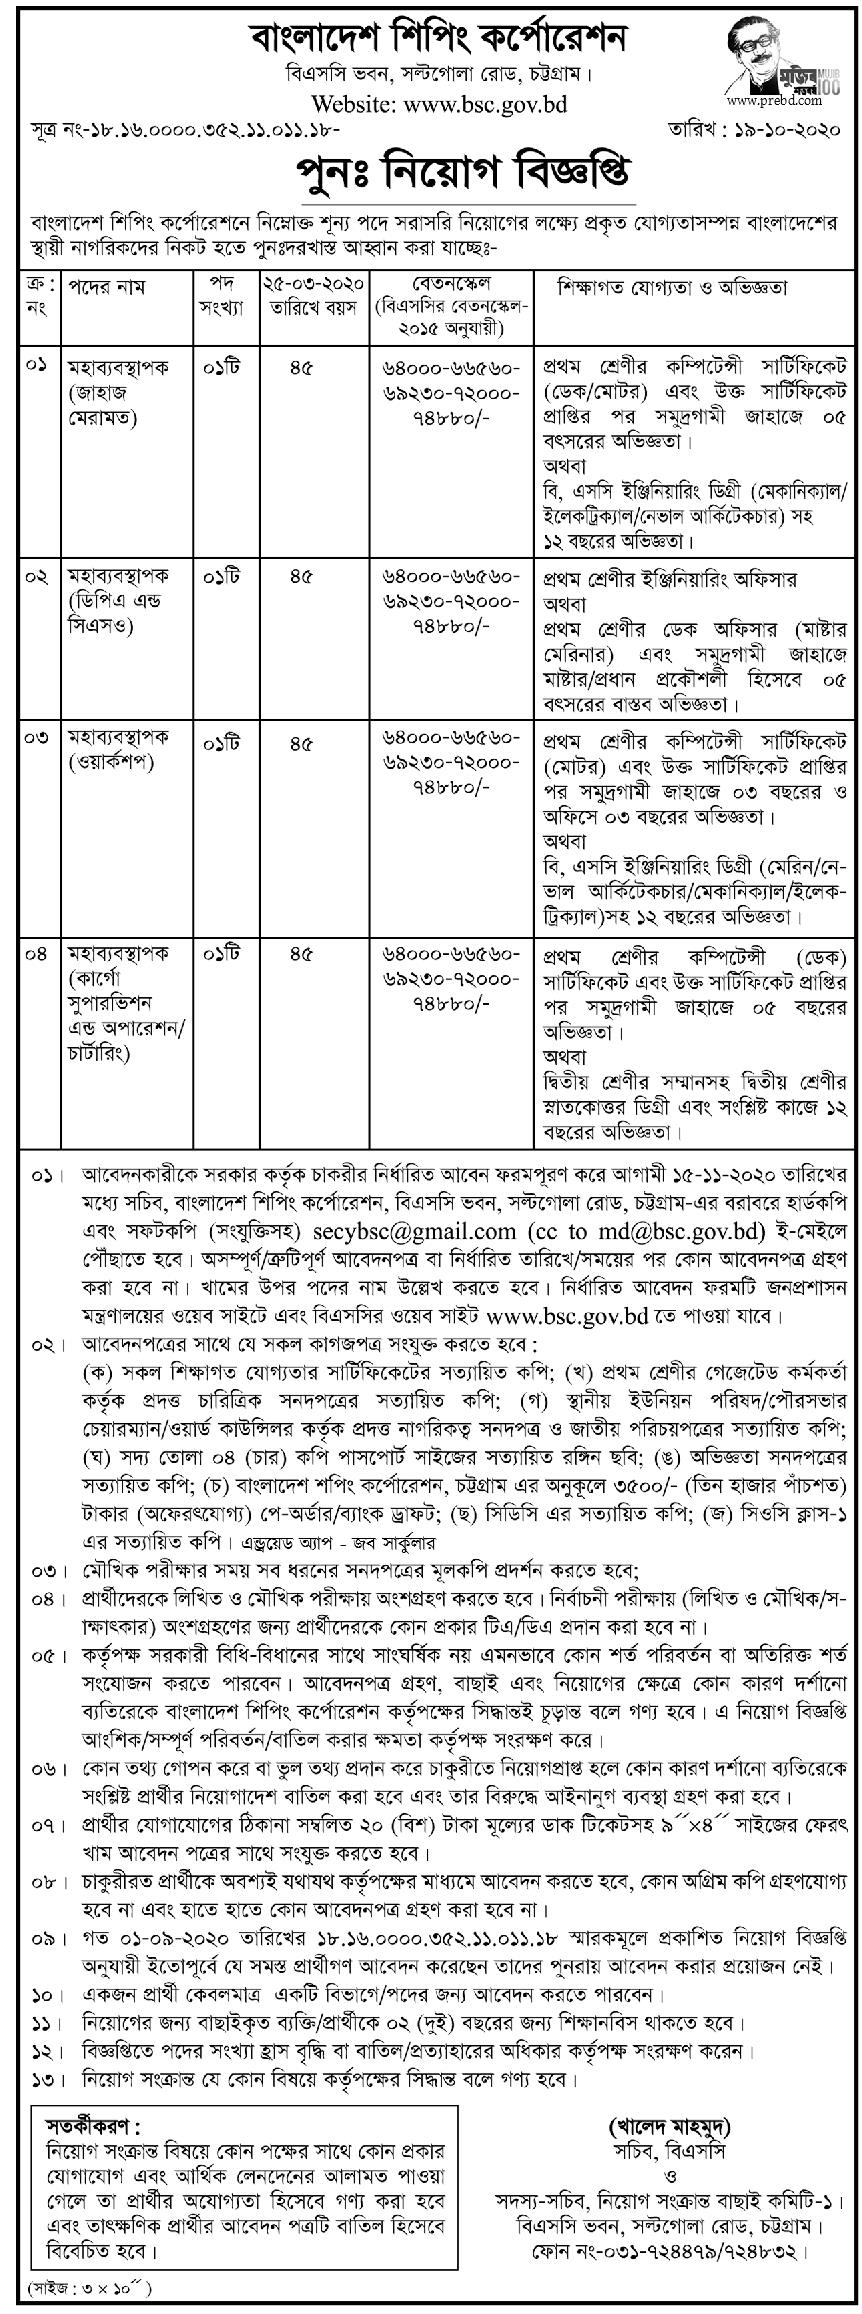 বাংলাদেশ শিপিং কর্পোরেশন
বিএসসি ভবন, সল্টগোলা রোড, চট্টগ্রাম।
Website: www.bsc.gov.bd
মুজিব শতবর্ষ MUJIB 100
www.prebd.com
সূত্র নং-১৮.১৬.০০০০.৩৫২.১১.০১১.১৮-
তারিখ : ১৯-১০-২০২০
পুনঃ নিয়োগ বিজ্ঞপ্তি
বাংলাদেশ শিপিং কর্পোরেশনে নিম্নোক্ত শূন্য পদে সরাসরি নিয়োগের লক্ষ্যে প্রকৃত যোগ্যতাসম্পন্ন বাংলাদেশের
স্থায়ী নাগরিকদের নিকট হতে পুনঃদরখাস্ত আহ্বান করা যাচ্ছেঃ-
ক্র : নং
পদের নাম
পদ সংখ্যা
২৫-০৩-২০২০ তারিখে বয়স
বেতনস্কেল (বিএসসির বেতনস্কেল-২০১৫ অনুযায়ী)
শিক্ষাগত যোগ্যতা ও অভিজ্ঞতা
০১
মহাব্যবস্থাপক
(জাহাজ
মেরামত)
০১টি
৪৫
৬৪০০০-৬৬৫৬০-
৬৯২৩০-৭২০০০-
৭৪৮৮০/-
প্রথম শ্রেণীর কম্পিটেন্সী সার্টিফিকেট
(ডেক/মোটর) এবং উক্ত সার্টিফিকেট
প্রাপ্তির পর সমুদ্রগামী জাহাজে ০৫
বৎসরের অভিজ্ঞতা।
অথবা
বি, এসসি ইঞ্জিনিয়ারিং ডিগ্রী (মেকানিক্যাল/
ইলেকট্রিক্যাল/নেভাল আর্কিটেকচার) সহ
১২ বছরের অভিজ্ঞতা।
০২
মহাব্যবস্থাপক
(ডিপিএ এন্ড
সিএসও)
০১টি
৪৫
৬৪০০০-৬৬৫৬০-
৬৯২৩০-৭২০০০-
৭৪৮৮০/-
প্রথম শ্রেণীর ইঞ্জিনিয়ারিং অফিসার
অথবা
প্রথম শ্রেণীর ডেক অফিসার (মাষ্টার
মেরিনার) এবং সমুদ্রগামী জাহাজে
মাষ্টার/প্রধান প্রকৌশলী হিসেবে ০৫
বৎসরের বাস্তব অভিজ্ঞতা।
০৩
মহাব্যবস্থাপক
(ওয়ার্কশপ)
০১টি
৪৫
৬৪০০০-৬৬৫৬০-
৬৯২৩০-৭২০০০-
৭৪৮৮০/-
প্রথম শ্রেণীর কম্পিটেন্সী সার্টিফিকেট
(মোটর) এবং উক্ত সার্টিফিকেট প্রাপ্তির
পর সমুদ্রগামী জাহাজে ০৩ বছরের ও
অফিসে ০৩ বছরের অভিজ্ঞতা।
অথবা
বি, এসসি ইঞ্জিনিয়ারিং ডিগ্রী (মেরিন/নে-
ভাল আর্কিটেকচার/মেকানিক্যাল/ইলেক-
ট্রিক্যাল)সহ ১২ বছরের অভিজ্ঞতা।
০৪
মহাব্যবস্থাপক
(কার্গো
সুপারভিশন
এন্ড অপারেশন/
চার্টারিং)
০১টি
৪৫
৬৪০০০-৬৬৫৬০-
৬৯২৩০-৭২০০০-
৭৪৮৮০/-
প্রথম শ্রেণীর কম্পিটেন্সী (ডেক)
সার্টিফিকেট এবং উক্ত সার্টিফিকেট প্রাপ্তির
পর সমুদ্রগামী জাহাজে ০৫ বছরের
অভিজ্ঞতা।
অথবা
দ্বিতীয় শ্রেণীর সম্মানসহ দ্বিতীয় শ্রেণীর
স্নাতকোত্তর ডিগ্রী এবং সংশ্লিষ্ট কাজে ১২
বছরের অভিজ্ঞতা।
০১। আবেদনকারীকে সরকার কর্তৃক চাকরীর নির্ধারিত আবেন ফরমপূরণ করে আগামী ১৫-১১-২০২০ তারিখের
মধ্যে সচিব, বাংলাদেশ শিপিং কর্পোরেশন, বিএসসি ভবন, সল্টগোলা রোড, চট্টগ্রাম-এর বরাবরে হার্ডকপি
এবং সফটকপি (সংযুক্তিসহ) secybsc@gmail.com (cc to md@bsc.gov.bd) ই-মেইলে
পৌঁছাতে হবে। অসম্পূর্ণ/ক্রটিপূর্ণ আবেদনপত্র বা নির্ধারিত তারিখে/সময়ের পর কোন আবেদনপত্র গ্রহণ
করা হবে না। খামের উপর পদের নাম উল্লেখ করতে হবে। নির্ধারিত আবেদন ফরমটি জনপ্রশাসন
মন্ত্রণালয়ের ওয়েব সাইটে এবং বিএসসির ওয়েব সাইট www.bsc.gov.bd তে পাওয়া যাবে।
০২। আবেদনপত্রের সাথে যে সকল কাগজপত্র সংযুক্ত করতে হবে :
(ক) সকল শিক্ষাগত যোগ্যতার সার্টিফিকেটের সত্যায়িত কপি; (খ) প্রথম শ্রেণীর গেজেটেড কর্মকর্তা
কর্তৃক প্রদত্ত চারিত্রিক সনদপত্রের সত্যায়িত কপি; (গ) স্থানীয় ইউনিয়ন পরিষদ/পৌরসভার
চেয়ারম্যান/ওয়ার্ড কাউন্সিলর কর্তৃক প্রদত্ত নাগরিকত্ব সনদপত্র ও জাতীয় পরিচয়পত্রের সত্যায়িত কপি;
(ঘ) সদ্য তোলা ০৪ (চার) কপি পাসপোর্ট সাইজের সত্যায়িত রঙ্গিন ছবি; (ঙ) অভিজ্ঞতা সনদপত্রের
সত্যায়িত কপি; (চ) বাংলাদেশ শপিং কর্পোরেশন, চট্টগ্রাম এর অনুকূলে ৩৫০০/- (তিন হাজার পাঁচশত)
টাকার (অফেরৎযোগ্য) পে-অর্ডার/ব্যাংক ড্রাফট; (ছ) সিডিসি এর সত্যায়িত কপি; (জ) সিওসি ক্লাস-১
এর সত্যায়িত কপি। এন্ড্রয়েড অ্যাপ - জব সার্কুলার
০৩। মৌখিক পরীক্ষার সময় সব ধরনের সনদপত্রের মূলকপি প্রদর্শন করতে হবে;
০৪। প্রার্থীদেরকে লিখিত ও মৌখিক পরীক্ষায় অংশগ্রহণ করতে হবে। নির্বাচনী পরীক্ষায় (লিখিত ও মৌখিক/স-
াক্ষাৎকার) অংশগ্রহণের জন্য প্রার্থীদেরকে কোন প্রকার টিএ/ডিএ প্রদান করা হবে না।
০৫। কর্তৃপক্ষ সরকারী বিধি-বিধানের সাথে সাংঘর্ষিক নয় এমনভাবে কোন শর্ত পরিবর্তন বা অতিরিক্ত শর্ত
সংযোজন করতে পারবেন। আবেদনপত্র গ্রহণ, বাছাই এবং নিয়োগের ক্ষেত্রে কোন কারণ দর্শানো
ব্যতিরেকে বাংলাদেশ শিপিং কর্পোরেশন কর্তৃপক্ষের সিদ্ধান্তই চূড়ান্ত বলে গণ্য হবে। এ নিয়োগ বিজ্ঞপ্তি
আংশিক/সম্পূর্ণ পরিবর্তন/বাতিল করার ক্ষমতা কর্তৃপক্ষ সংরক্ষণ করে।
০৬। কোন তথ্য গোপন করে বা ভুল তথ্য প্রদান করে চাকুরীতে নিয়োগপ্রাপ্ত হলে কোন কারণ দর্শানো ব্যতিরেকে
সংশ্লিষ্ট প্রার্থীর নিয়োগাদেশ বাতিল করা হবে এবং তার বিরুদ্ধে আইনানুগ ব্যবস্থা গ্রহণ করা হবে।
০৭। প্রার্থীর যোগাযোগের ঠিকানা সম্বলিত ২০ (বিশ) টাকা মূল্যের ডাক টিকেটসহ ৯˝×৪˝ সাইজের ফেরৎ
খাম আবেদন পত্রের সাথে সংযুক্ত করতে হবে।
০৮। চাকুরীরত প্রার্থীকে অবশ্যই যথাযথ কর্তৃপক্ষের মাধ্যমে আবেদন করতে হবে, কোন অগ্রিম কপি গ্রহণযোগ্য
হবে না এবং হাতে হাতে কোন আবেদনপত্র গ্রহণ করা হবে না।
০৯। গত ০১-০৯-২০২০ তারিখের ১৮.১৬.০০০০.৩৫২.১১.০১১.১৮ স্মারকমূলে প্রকাশিত নিয়োগ বিজ্ঞপ্তি
অনুযায়ী ইতোপূর্বে যে সমস্ত প্রার্থীগণ আবেদন করেছেন তাদের পুনরায় আবেদন করার প্রয়োজন নেই।
১০। একজন প্রার্থী কেবলমাত্র একটি বিভাগে/পদের জন্য আবেদন করতে পারবেন।
১১। নিয়োগের জন্য বাছাইকৃত ব্যক্তি/প্রার্থীকে ০২ (দুই) বছরের জন্য শিক্ষানবিস থাকতে হবে।
১২। বিজ্ঞপ্তিতে পদের সংখ্যা হ্রাস বৃদ্ধি বা বাতিল/প্রত্যাহারের অধিকার কর্তৃপক্ষ সংরক্ষণ করেন।
১৩। নিয়োগ সংক্রান্ত যে কোন বিষয়ে কর্তৃপক্ষের সিদ্ধান্ত বলে গণ্য হবে।
সতর্কীকরণ :
নিয়োগ সংক্রান্ত বিষয়ে কোন পক্ষের সাথে কোন প্রকার
যোগাযোগ এবং আর্থিক লেনদেনের আলামত পাওয়া
গেলে তা প্রার্থীর অযোগ্যতা হিসেবে গণ্য করা হবে
এবং তাৎক্ষণিক প্রার্থীর আবেদন পত্রটি বাতিল হিসেবে
বিবেচিত হবে।
(খালেদ মাহমুদ)
সচিব, বিএসসি
ও
সদস্য-সচিব, নিয়োগ সংক্রান্ত বাছাই কমিটি-১।
বিএসসি ভবন, সল্টগোলা রোড, চট্টগ্রাম।
ফোন নং-০৩১-৭২৪৪৭৯/৭২৪৮৩২।
(সাইজ : ৩ × ১০˝)